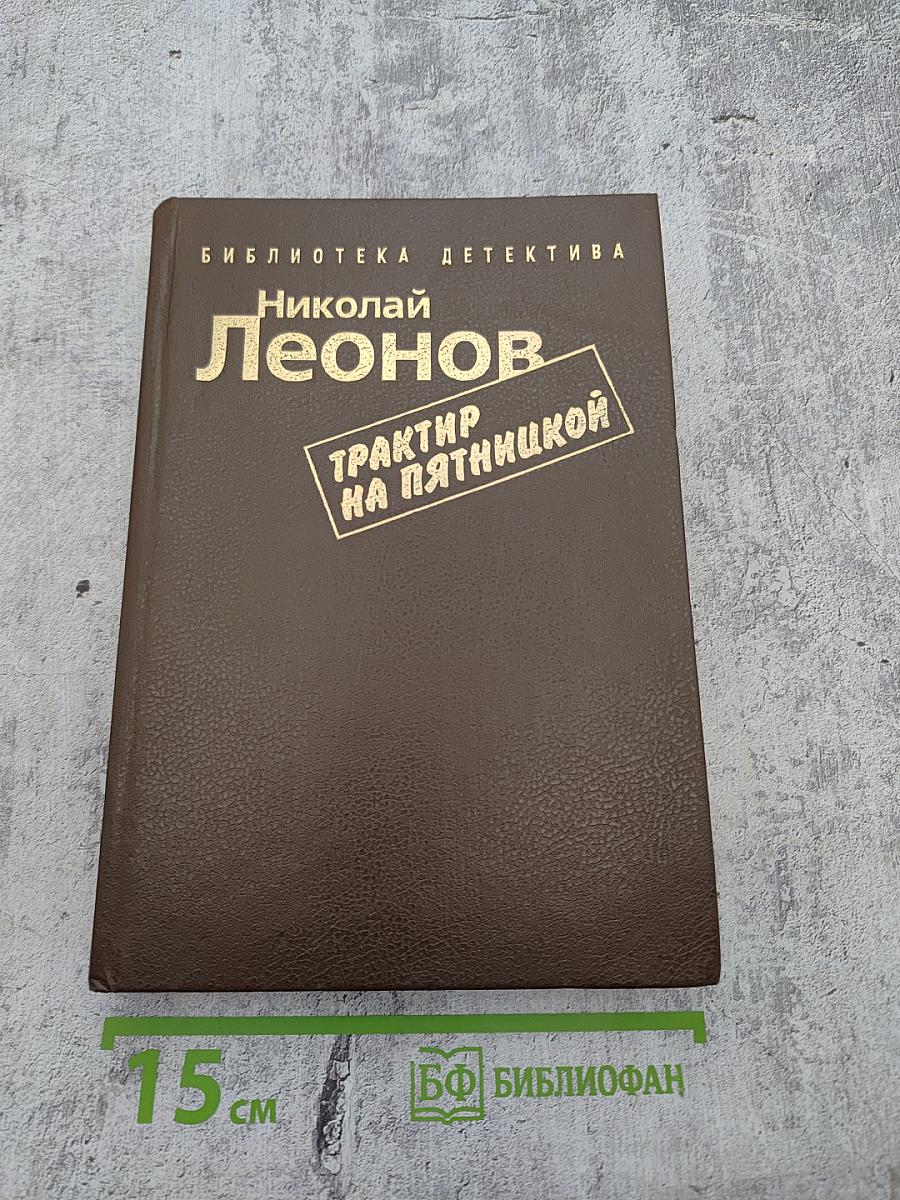 БИБЛИОТЕКА ДЕТЕКТИВА
Николай
Леонов
ТРАКТИР
НА ПЯТНИЦКОЙ
15 см
БФ БИБЛИОФАН